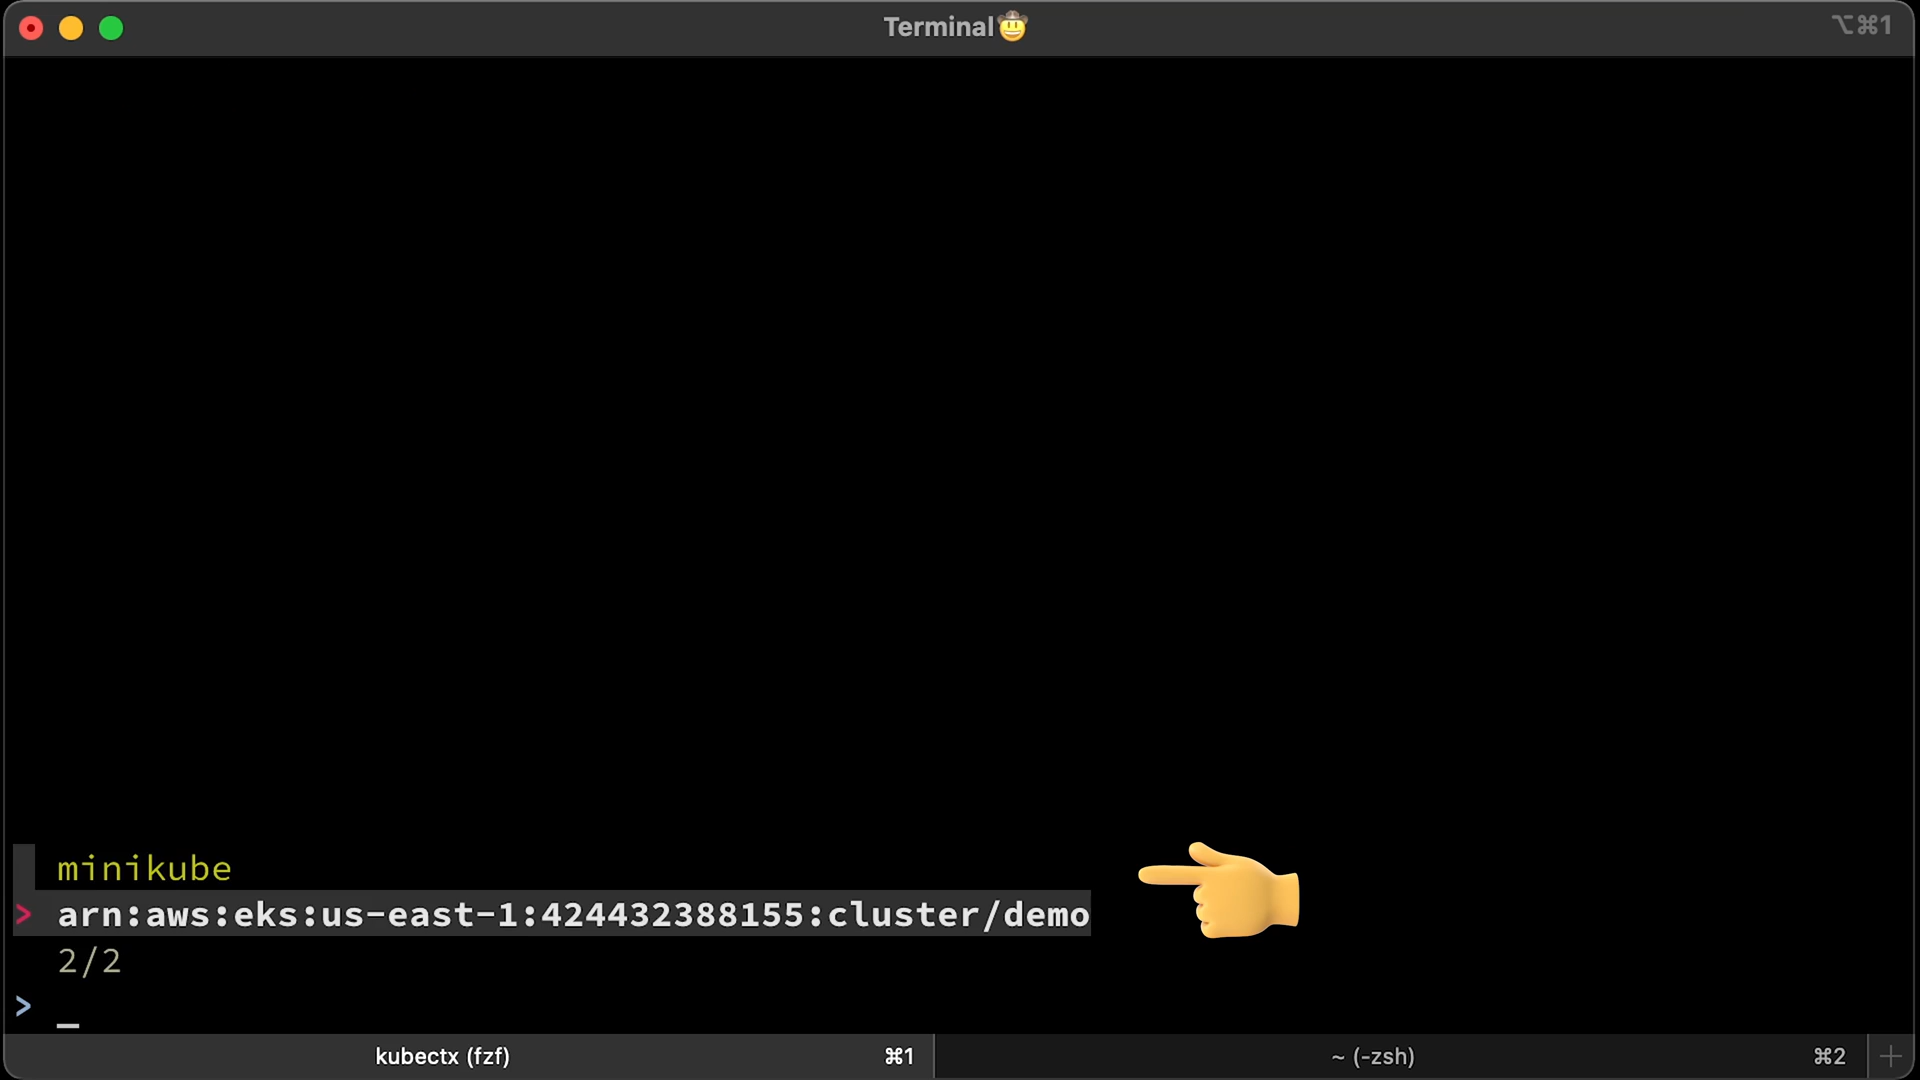 Terminal🤠
⌥⌘1
minikube
> arn:aws:eks:us-east-1:424432388155:cluster/demo
2/2
> _
kubectx (fzf) ⌘1
~ (-zsh) ⌘2 +